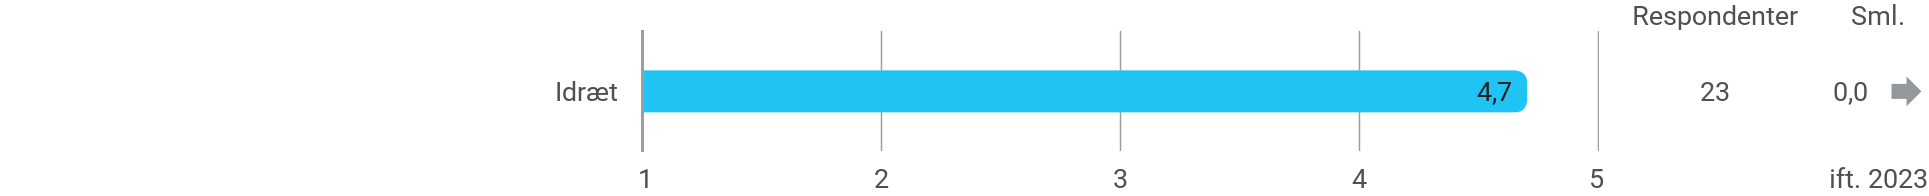 Respondenter Sml.
Idræt 4,7 23 0,0
1 2 3 4 5 ift. 2023